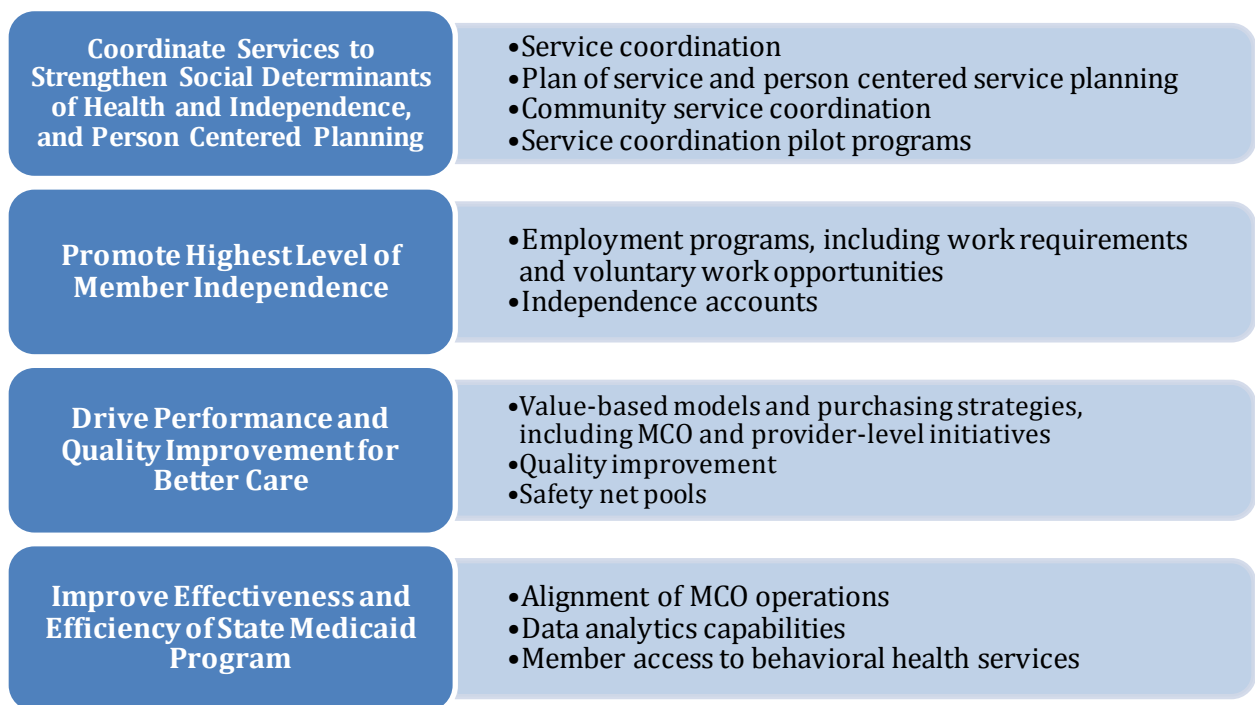 Coordinate Services to
Strengthen Social Determinants
of Health and Independence,
and Person Centered Planning
•Service coordination
•Plan of service and person centered service planning
•Community service coordination
•Service coordination pilot programs
Promote Highest Level of
Member Independence
•Employment programs, including work requirements
and voluntary work opportunities
•Independence accounts
Drive Performance and
Quality Improvement for
Better Care
•Value-based models and purchasing strategies,
including MCO and provider-level initiatives
•Quality improvement
•Safety net pools
Improve Effectiveness and
Efficiency of State Medicaid
Program
•Alignment of MCO operations
•Data analytics capabilities
•Member access to behavioral health services